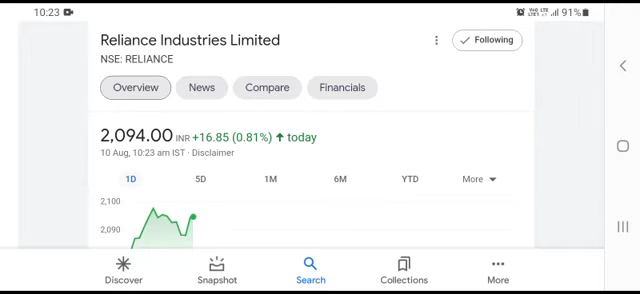 10:23
91%
Reliance Industries Limited
Following
NSE: RELIANCE
Overview
News
Compare
Financials
2,094.00 INR +16.85 (0.81%) ↑ today
10 Aug, 10:23 am IST · Disclaimer
1D
5D
1M
6M
YTD
More
2,100
2,090
Discover
Snapshot
Search
Collections
More